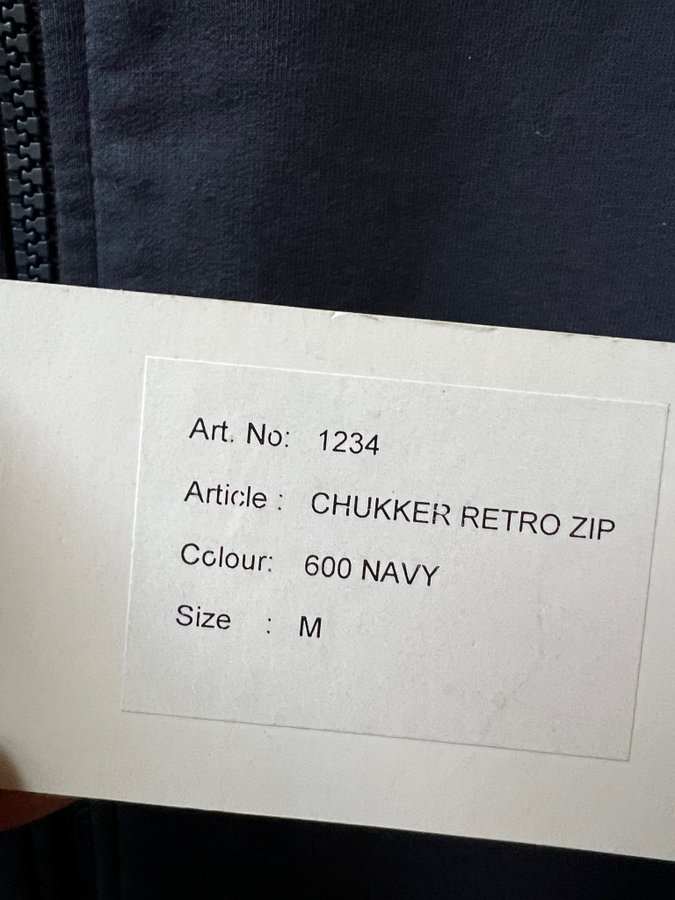 Art. No: 1234
Article : CHUKKER RETRO ZIP
Colour: 600 NAVY
Size : M